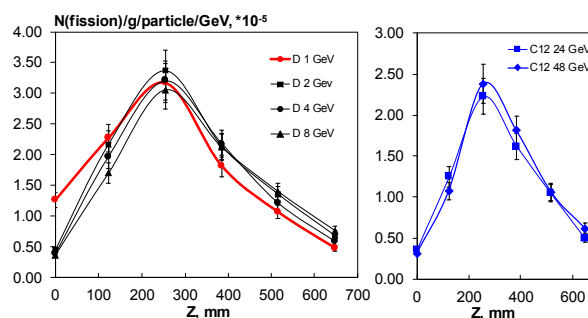 N(fission)/g/particle/GeV, *10-5
4.00
3.50
3.00
2.50
2.00
1.50
1.00
0.50
0.00
D 1 GeV
D 2 Gev
D 4 GeV
D 8 GeV
0 100 200 300 400 500 600 700
Z, mm
3.00
2.50
2.00
1.50
1.00
0.50
0.00
C12 24 GeV
C12 48 GeV
0 200 400 600
Z, mm